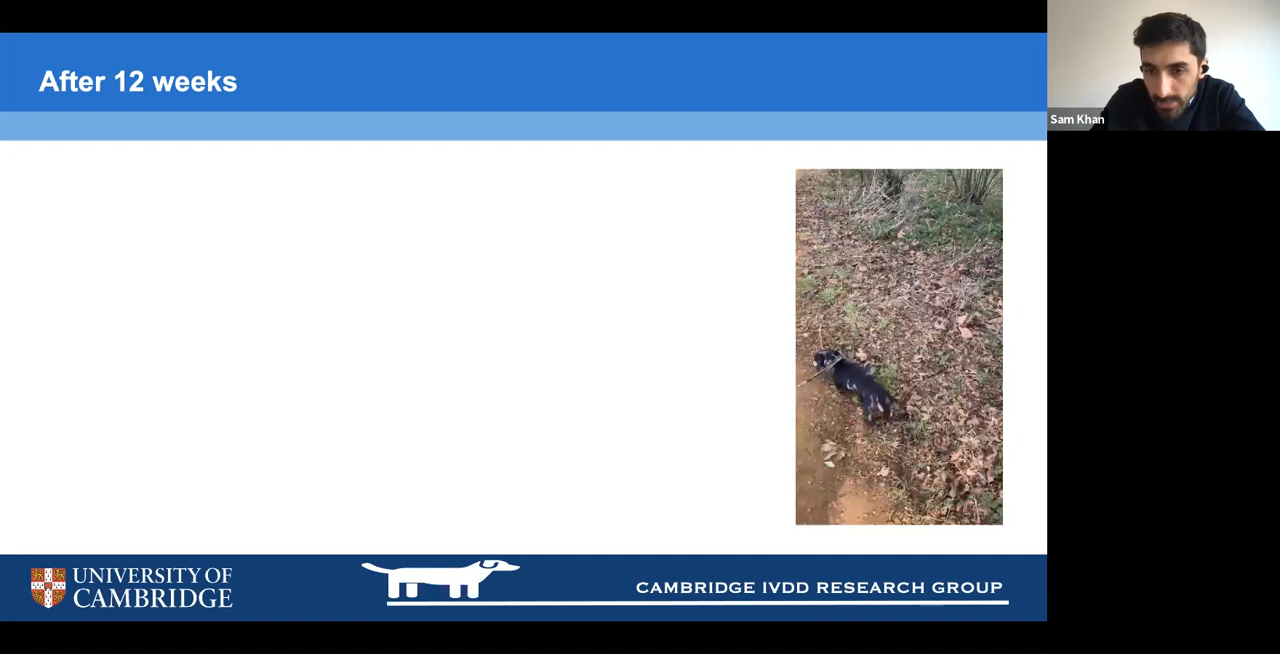 After 12 weeks
Sam Khan
UNIVERSITY OF
CAMBRIDGE
CAMBRIDGE IVDD RESEARCH GROUP